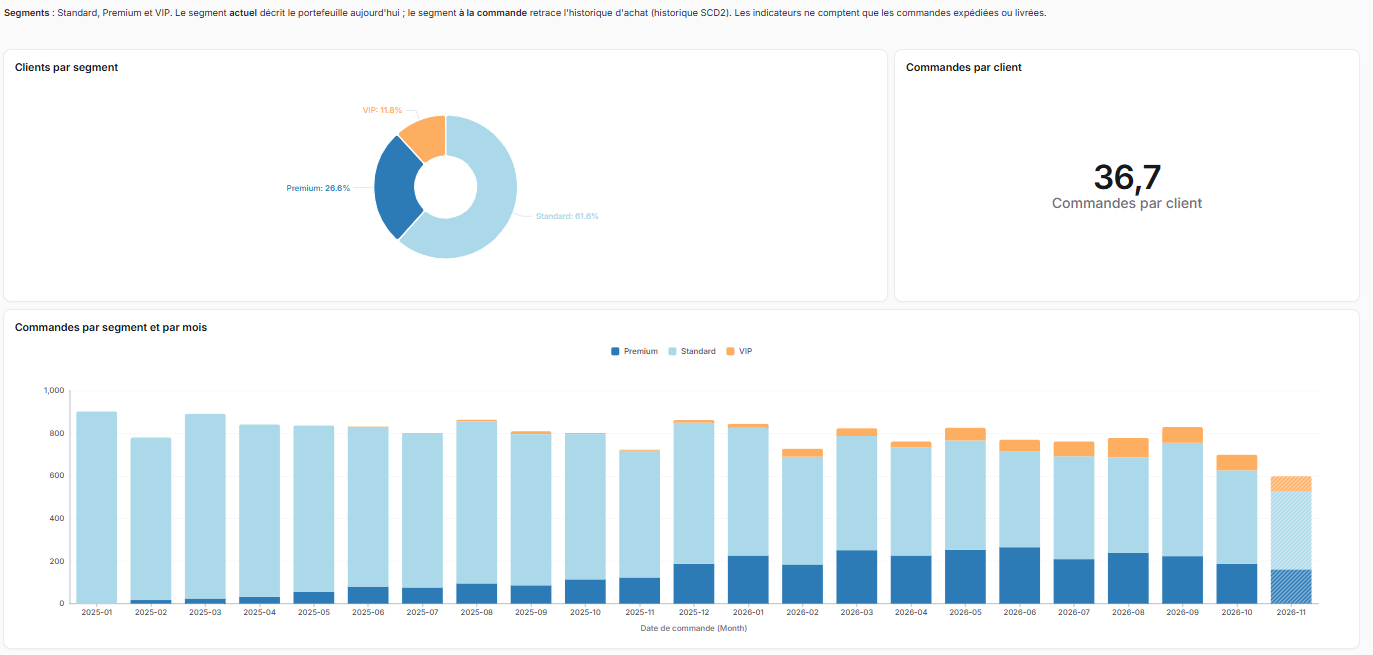 Segments : Standard, Premium et VIP. Le segment actuel décrit le portefeuille aujourd'hui ; le segment à la commande retrace l'historique d'achat (historique SCD2). Les indicateurs ne comptent que les commandes expédiées ou livrées.
Clients par segment
VIP: 11.8%
Premium: 26.6%
Standard: 61.6%
Commandes par client
36,7
Commandes par client
Commandes par segment et par mois
Premium Standard VIP
1,000
800
600
400
200
0
2025-01 2025-02 2025-03 2025-04 2025-05 2025-06 2025-07 2025-08 2025-09 2025-10 2025-11 2025-12 2026-01 2026-02 2026-03 2026-04 2026-05 2026-06 2026-07 2026-08 2026-09 2026-10 2026-11
Date de commande (Month)